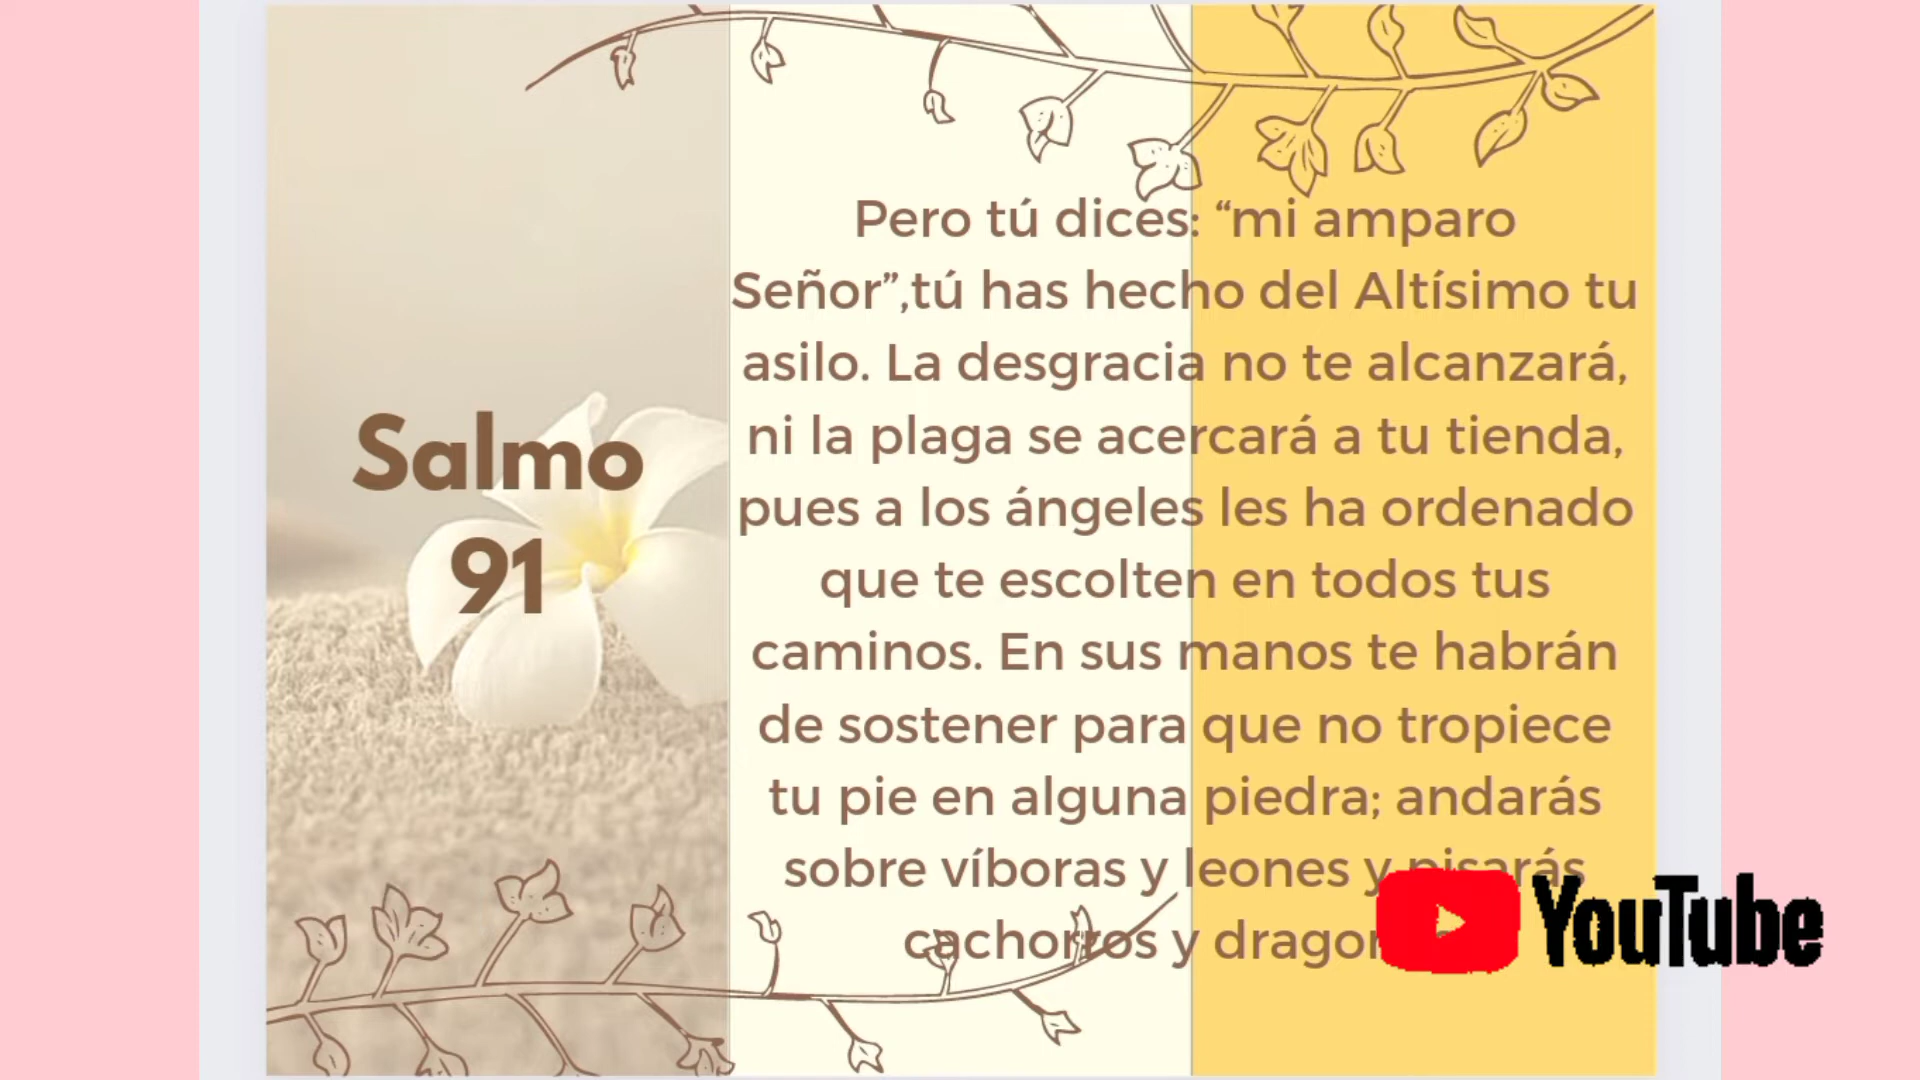 Salmo
91
Pero tú dices: “mi amparo
Señor”,tú has hecho del Altísimo tu
asilo. La desgracia no te alcanzará,
ni la plaga se acercará a tu tienda,
pues a los ángeles les ha ordenado
que te escolten en todos tus
caminos. En sus manos te habrán
de sostener para que no tropiece
tu pie en alguna piedra; andarás
sobre víboras y leones y pisarás
cachorros y
YouTube